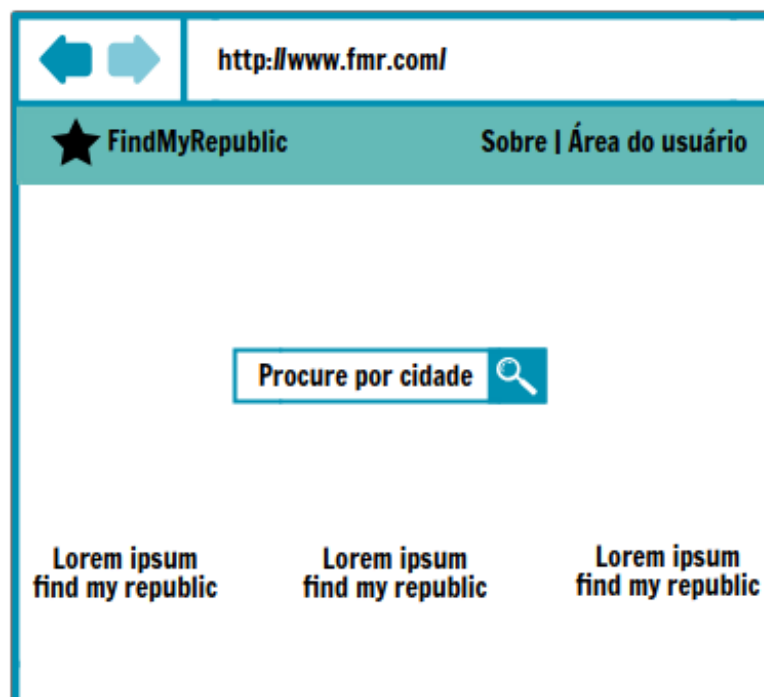 http://www.fmr.com/
FindMyRepublic
Sobre | Área do usuário
Procure por cidade
Lorem ipsum
find my republic
Lorem ipsum
find my republic
Lorem ipsum
find my republic